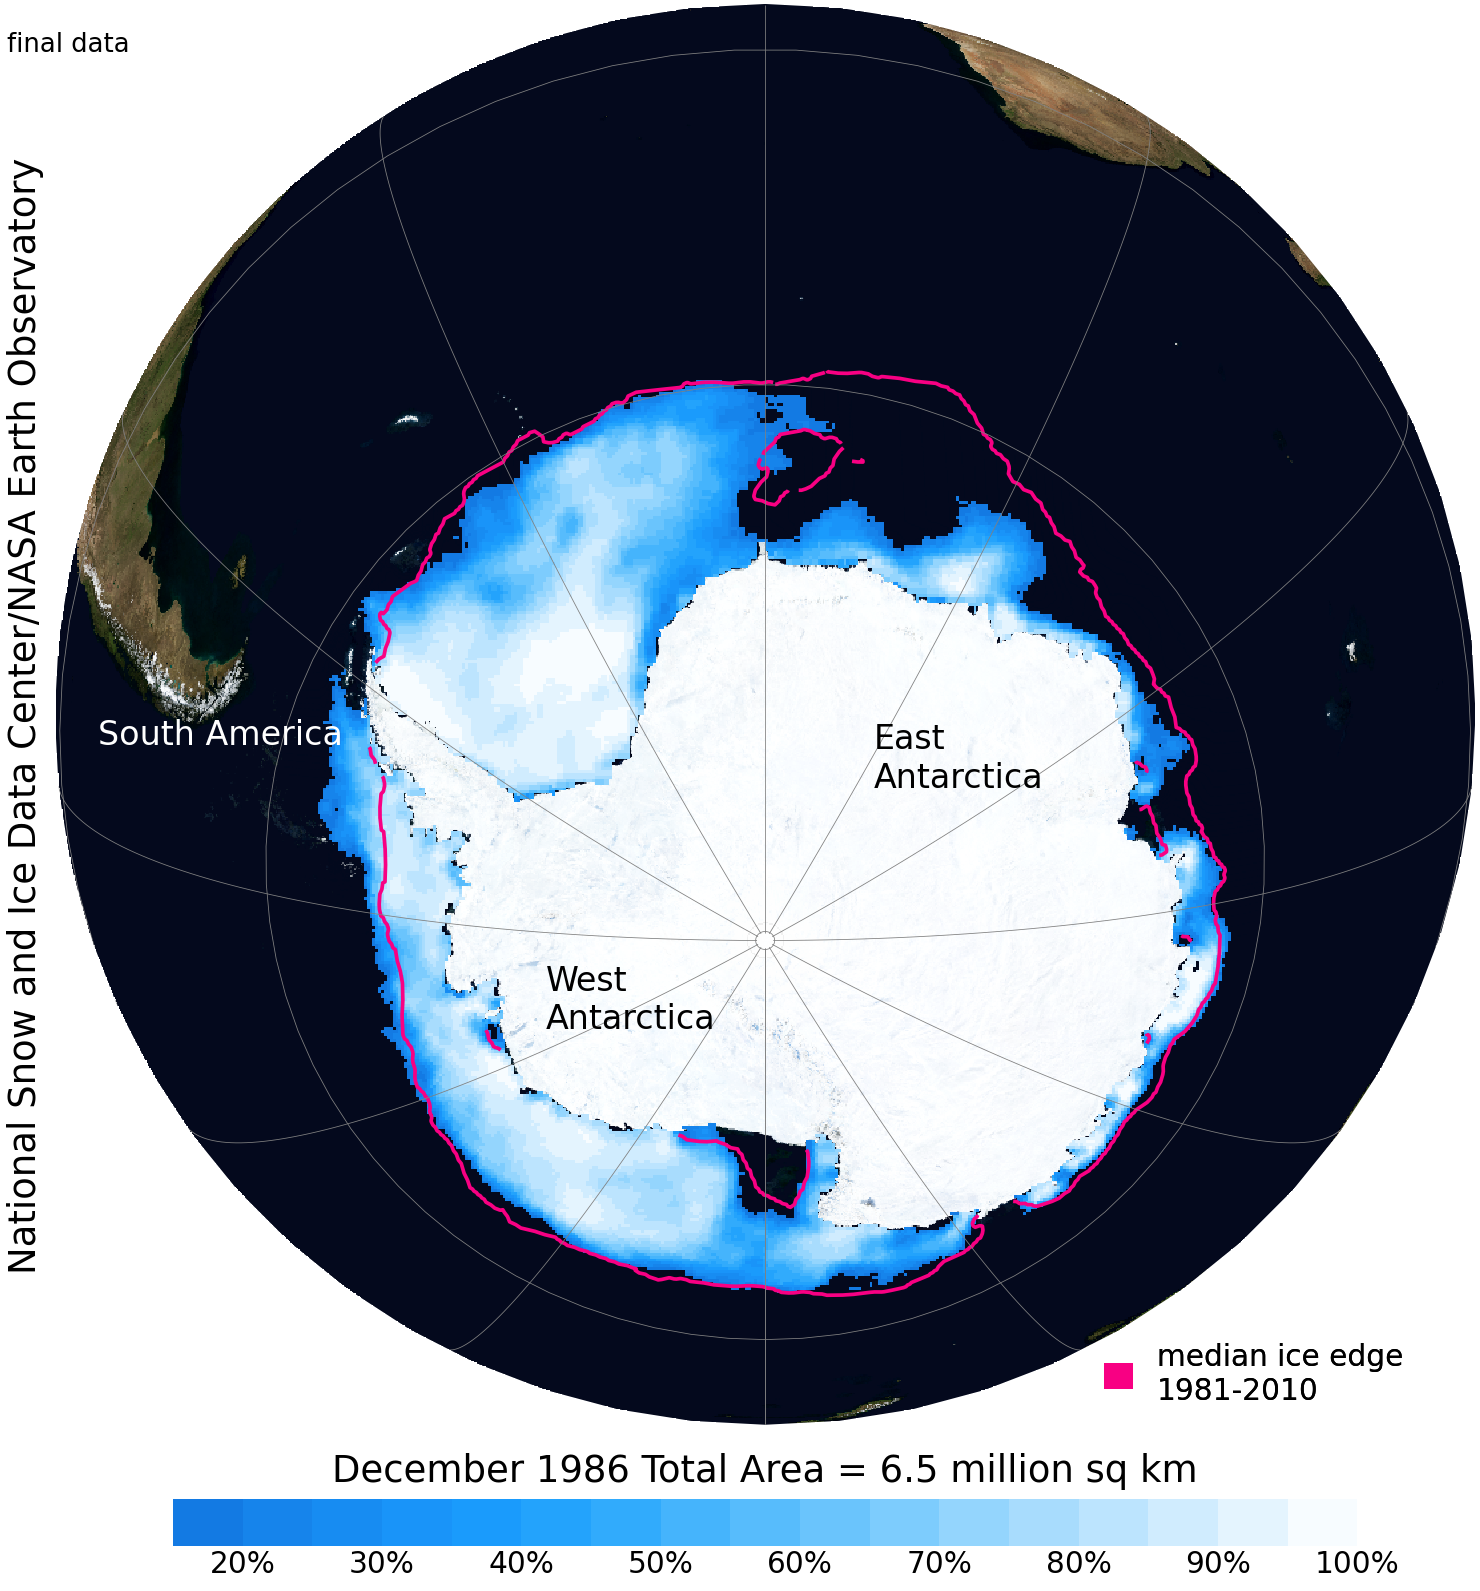 final data
National Snow and Ice Data Center/NASA Earth Observatory
South America
East
Antarctica
West
Antarctica
median ice edge
1981-2010
December 1986 Total Area = 6.5 million sq km
20% 30% 40% 50% 60% 70% 80% 90% 100%